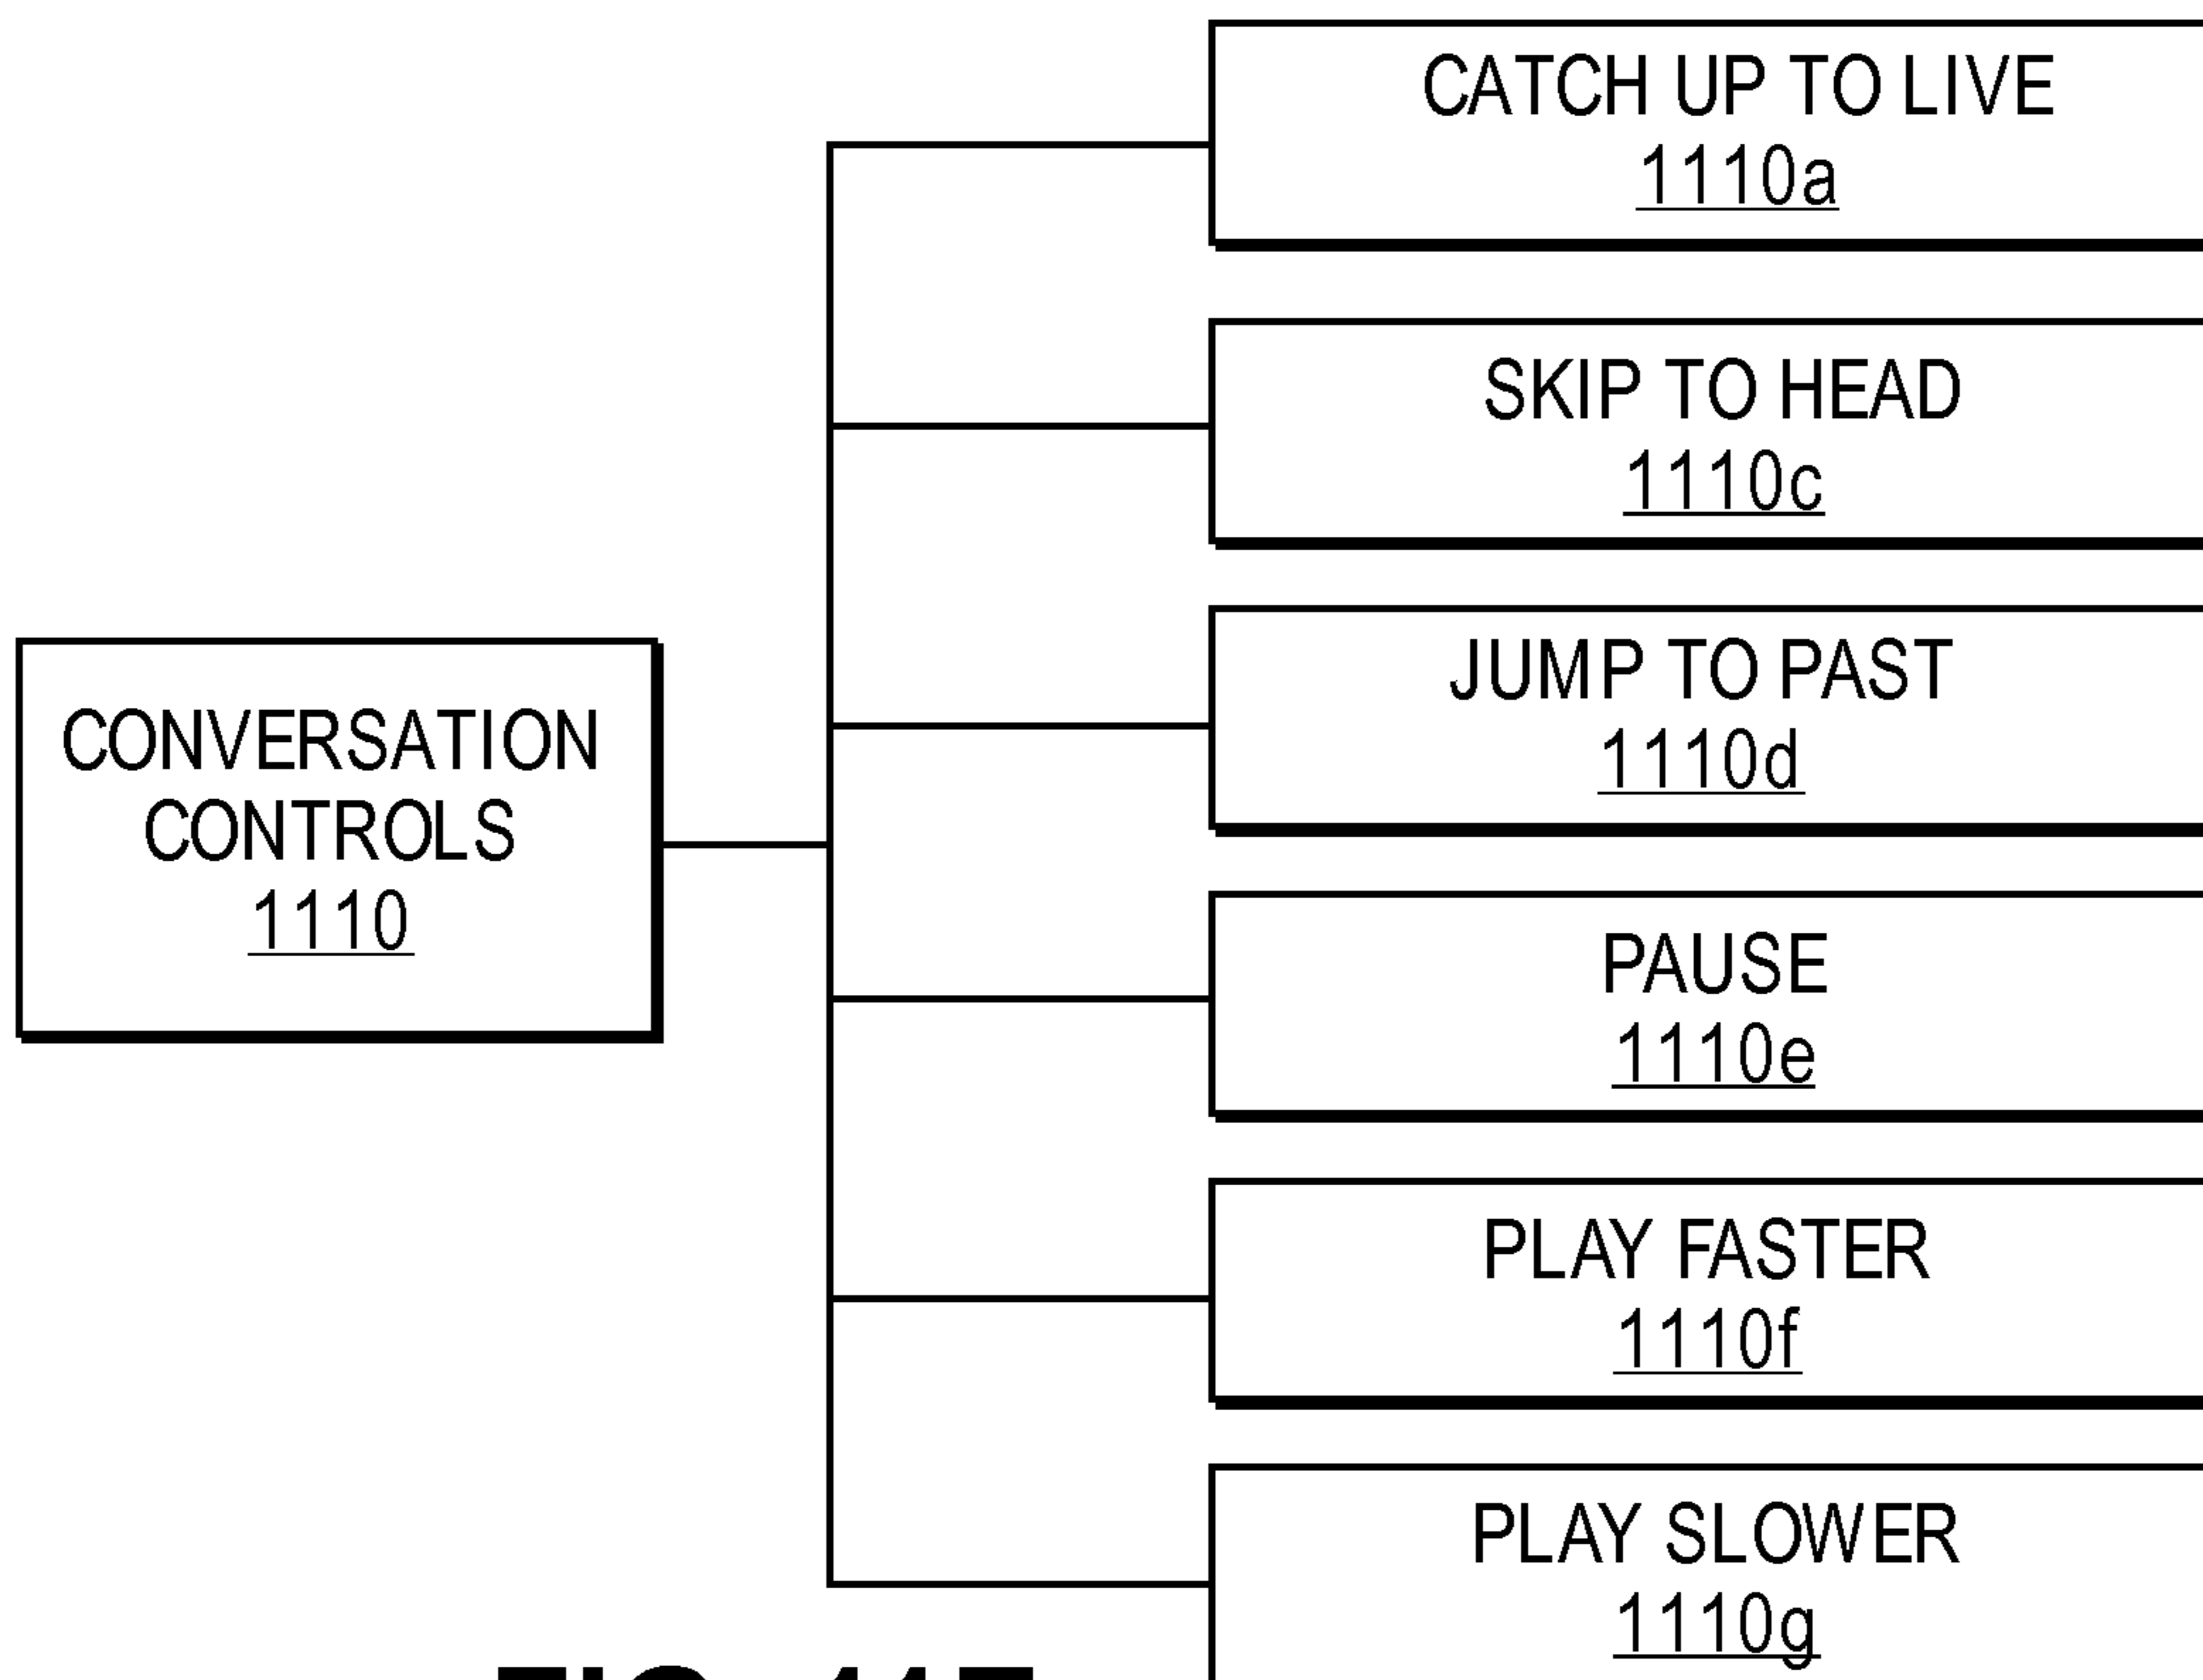 CATCH UP TO LIVE
1110a
SKIP TO HEAD
1110c
JUMP TO PAST
1110d
CONVERSATION
CONTROLS
1110
PAUSE
1110e
PLAY FASTER
1110f
PLAY SLOWER
1110g